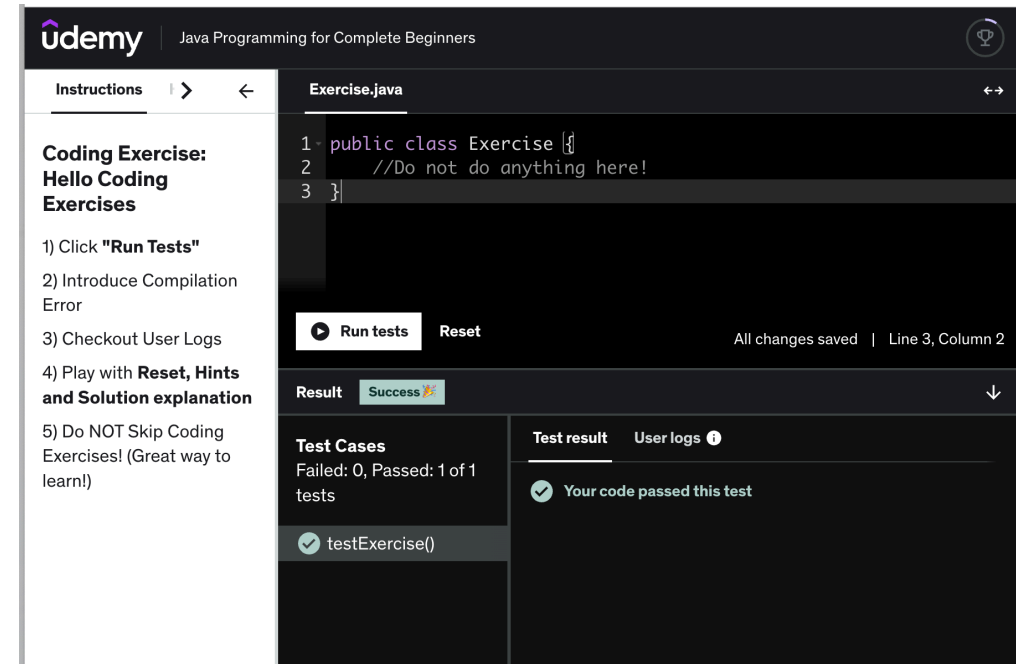 ûdemy
Java Programming for Complete Beginners
Instructions
Coding Exercise:
Hello Coding
Exercises
1) Click "Run Tests"
2) Introduce Compilation
Error
3) Checkout User Logs
4) Play with Reset, Hints
and Solution explanation
5) Do NOT Skip Coding
Exercises! (Great way to
learn!)
Exercise.java
1 public class Exercise {
2 //Do not do anything here!
3 }
Run tests
Reset
All changes saved | Line 3, Column 2
Result
Success🎉
Test Cases
Failed: 0, Passed: 1 of 1
tests
testExercise()
Test result
User logs
Your code passed this test